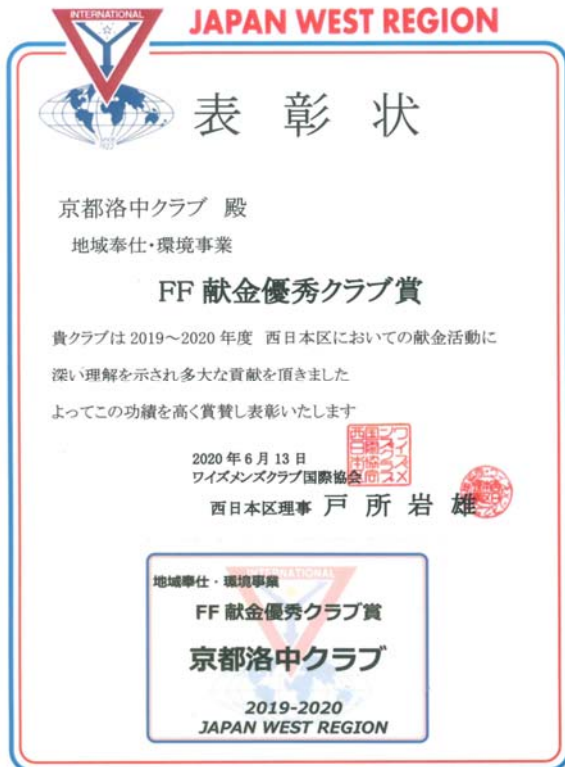 INTERNATIONAL
JAPAN WEST REGION
1922
表彰状
京都洛中クラブ 殿
地域奉仕・環境事業
FF 献金優秀クラブ賞
貴クラブは 2019～2020 年度 西日本区においての献金活動に
深い理解を示され多大な貢献を頂きました
よってこの功績を高く賞賛し表彰いたします
2020 年 6 月 13 日
ワイズメンズクラブ国際協会
西日本区理事 戸所岩雄
INTERNATIONAL
地域奉仕・環境事業
FF 献金優秀クラブ賞
京都洛中クラブ
2019-2020
JAPAN WEST REGION